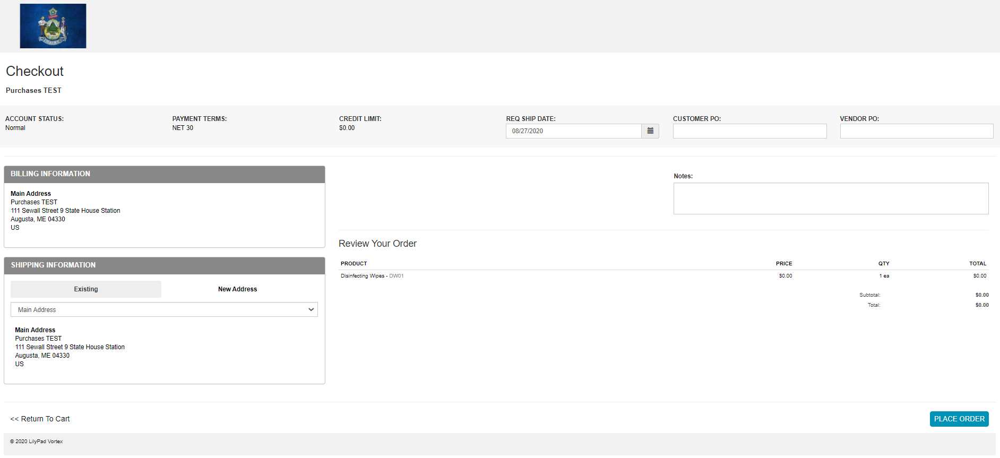 Checkout
Purchases TEST
ACCOUNT STATUS: PAYMENT TERMS: CREDIT LIMIT: REQ SHIP DATE: CUSTOMER PO: VENDOR PO:
Normal NET 30 $0.00 08/27/2020
BILLING INFORMATION
Main Address
Purchases TEST
111 Sewall Street 9 State House Station
Augusta, ME 04330
US
SHIPPING INFORMATION
Existing New Address
Main Address
Main Address
Purchases TEST
111 Sewall Street 9 State House Station
Augusta, ME 04330
US
Notes:
Review Your Order
PRODUCT PRICE QTY TOTAL
Disinfecting Wipes - DW01 $0.00 1 ea $0.00
Subtotal: $0.00
Total: $0.00
<< Return To Cart PLACE ORDER
© 2020 LilyPad Vortex